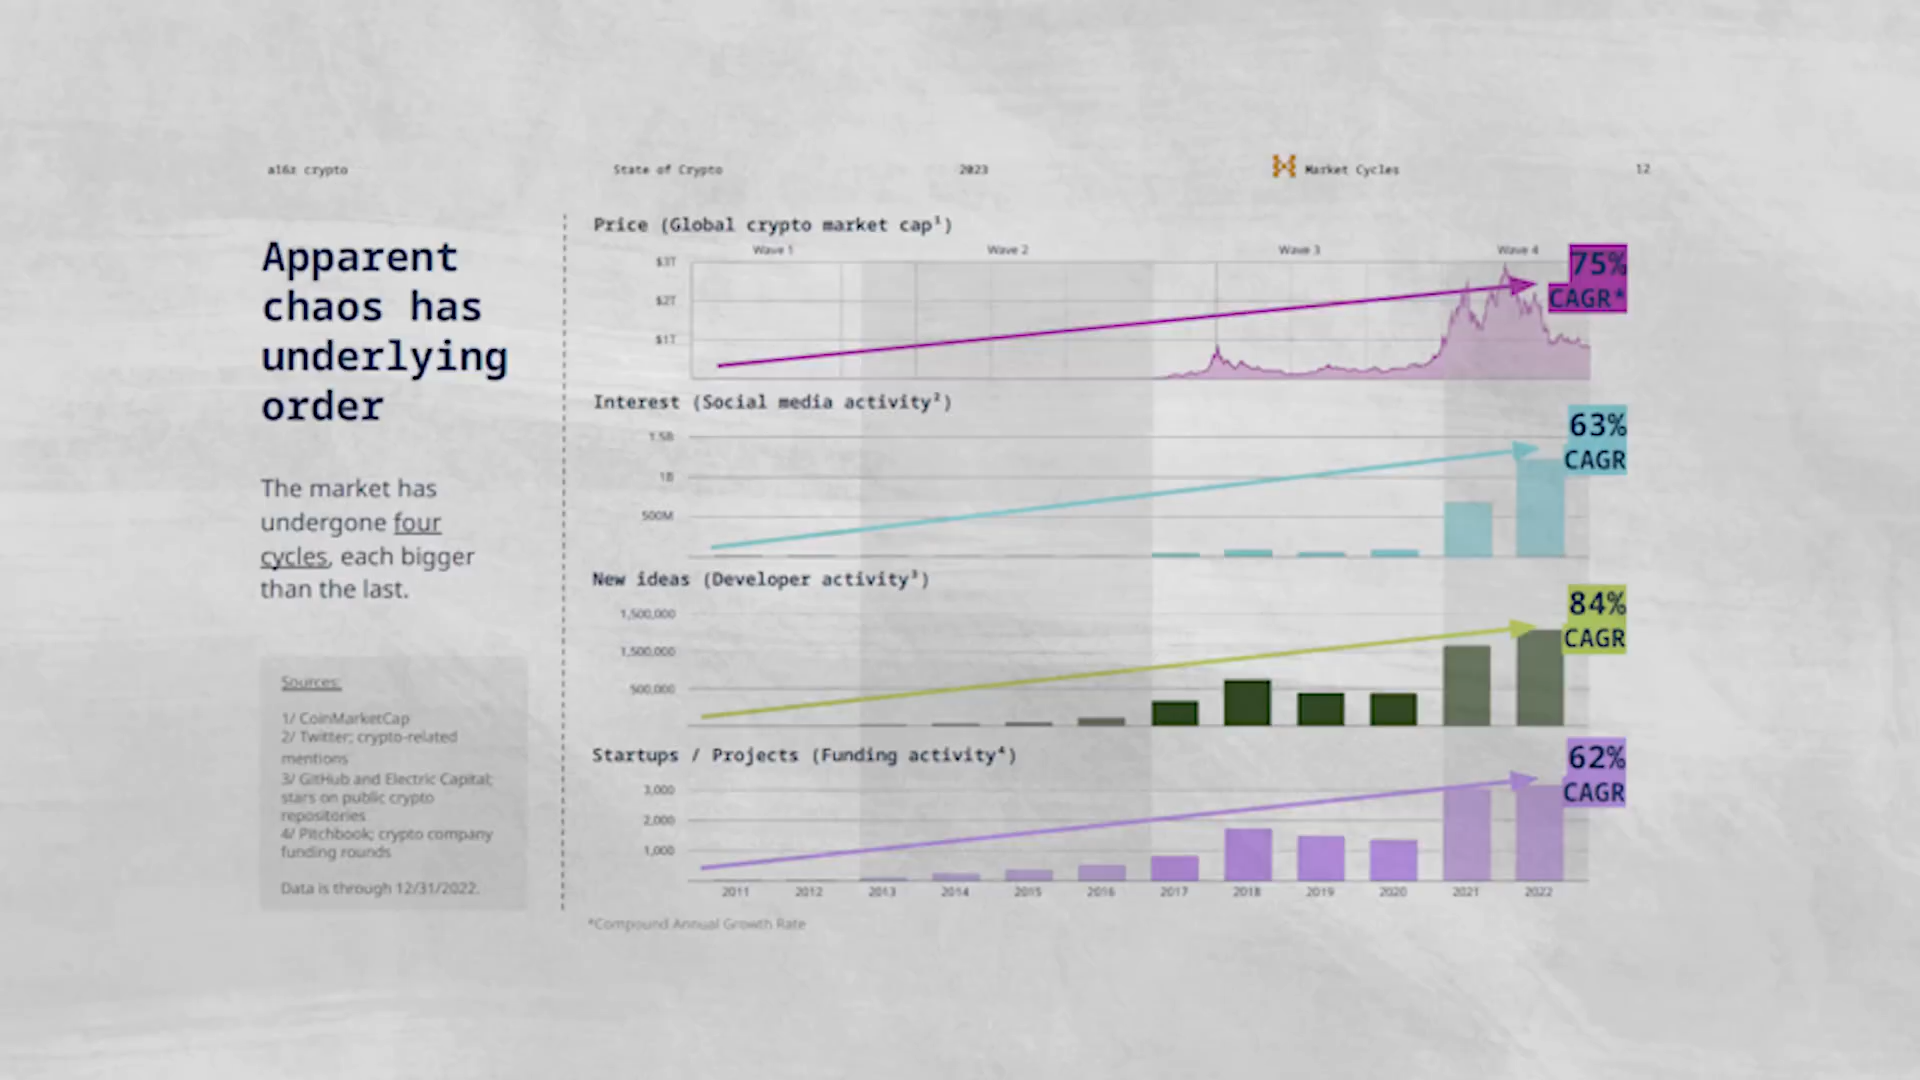 a16z crypto
State of Crypto
2023
Market Cycles
12
Apparent
chaos has
underlying
order
The market has
undergone four
cycles, each bigger
than the last.
Sources:
1/ CoinMarketCap
2/ Twitter; crypto-related
mentions
3/ GitHub and Electric Capital;
stars on public crypto
repositories
4/ Pitchbook; crypto company
funding rounds
Data is through 12/31/2022.
Price (Global crypto market cap¹)
Wave 1 Wave 2 Wave 3 Wave 4
$3T
$2T
$1T
75%
CAGR*
Interest (Social media activity²)
1.5B
1B
500M
63%
CAGR
New ideas (Developer activity³)
1,500,000
1,500,000
500,000
84%
CAGR
Startups / Projects (Funding activity⁴)
3,000
2,000
1,000
62%
CAGR
2011 2012 2013 2014 2015 2016 2017 2018 2019 2020 2021 2022
*Compound Annual Growth Rate